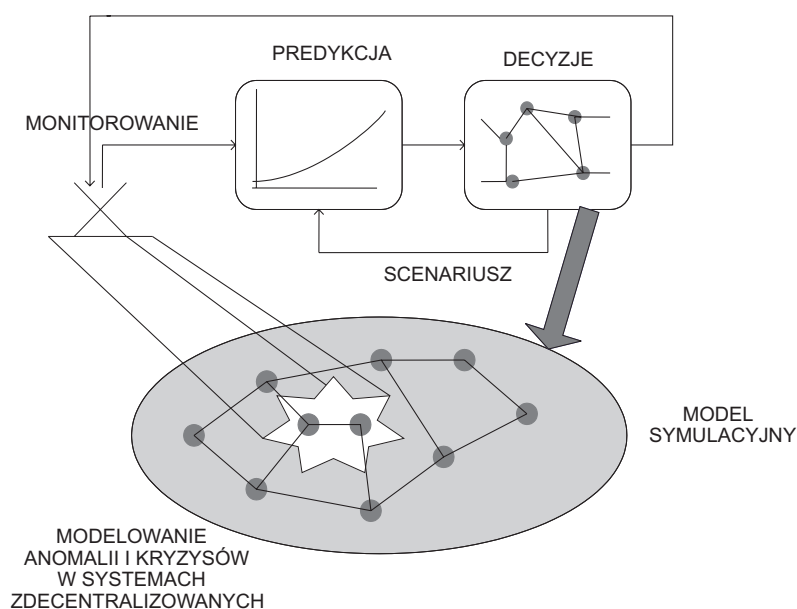 PREDYKCJA
DECYZJE
MONITOROWANIE
SCENARIUSZ
MODEL
SYMULACYJNY
MODELOWANIE
ANOMALII I KRYZYSÓW
W SYSTEMACH
ZDECENTRALIZOWANYCH